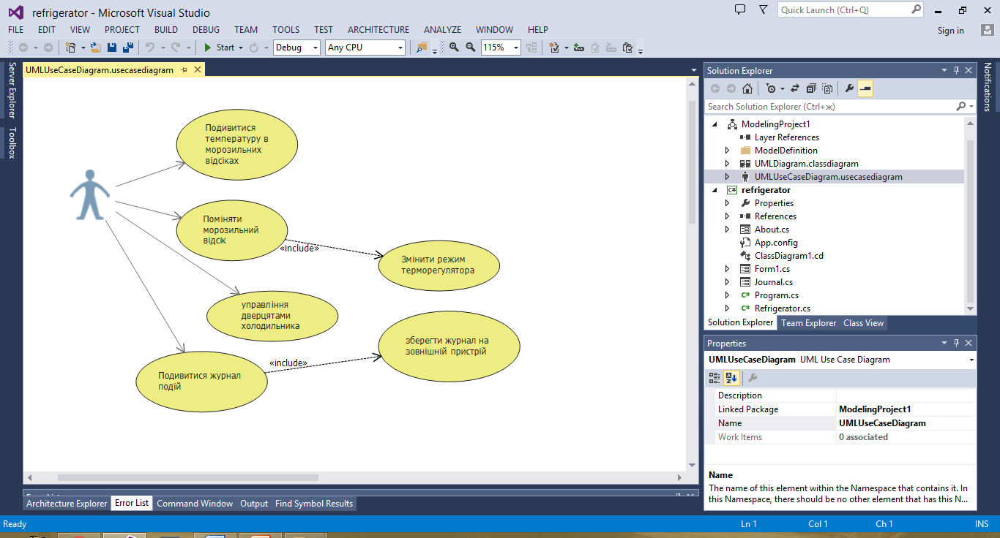 refrigerator - Microsoft Visual Studio
Quick Launch (Ctrl+Q)
FILE EDIT VIEW PROJECT BUILD DEBUG TEAM TOOLS TEST ARCHITECTURE ANALYZE WINDOW HELP
Sign in
Start Debug Any CPU 115%
Server Explorer
Toolbox
UMLUseCaseDiagram.usecasediagram
Подивитися
температуру в
морозильних
відсіках
Поміняти
морозильний
відсік
«include»
Змінити режим
терморегулятора
управління
дверцятами
холодильника
зберегти журнал на
зовнішній пристрій
«include»
Подивитися журнал
подій
Solution Explorer
Search Solution Explorer (Ctrl+ж)
ModelingProject1
Layer References
ModelDefinition
UMLDiagram.classdiagram
UMLUseCaseDiagram.usecasediagram
refrigerator
Properties
References
About.cs
App.config
ClassDiagram1.cd
Form1.cs
Journal.cs
Program.cs
Refrigerator.cs
Solution Explorer Team Explorer Class View
Notifications
Properties
UMLUseCaseDiagram UML Use Case Diagram
Description
Linked Package ModelingProject1
Name UMLUseCaseDiagram
Work Items 0 associated
Name
The name of this element within the Namespace that contains it. In
this Namespace, there should be no other element that has this N...
Architecture Explorer Error List Command Window Output Find Symbol Results
Ready Ln 1 Col 1 Ch 1 INS